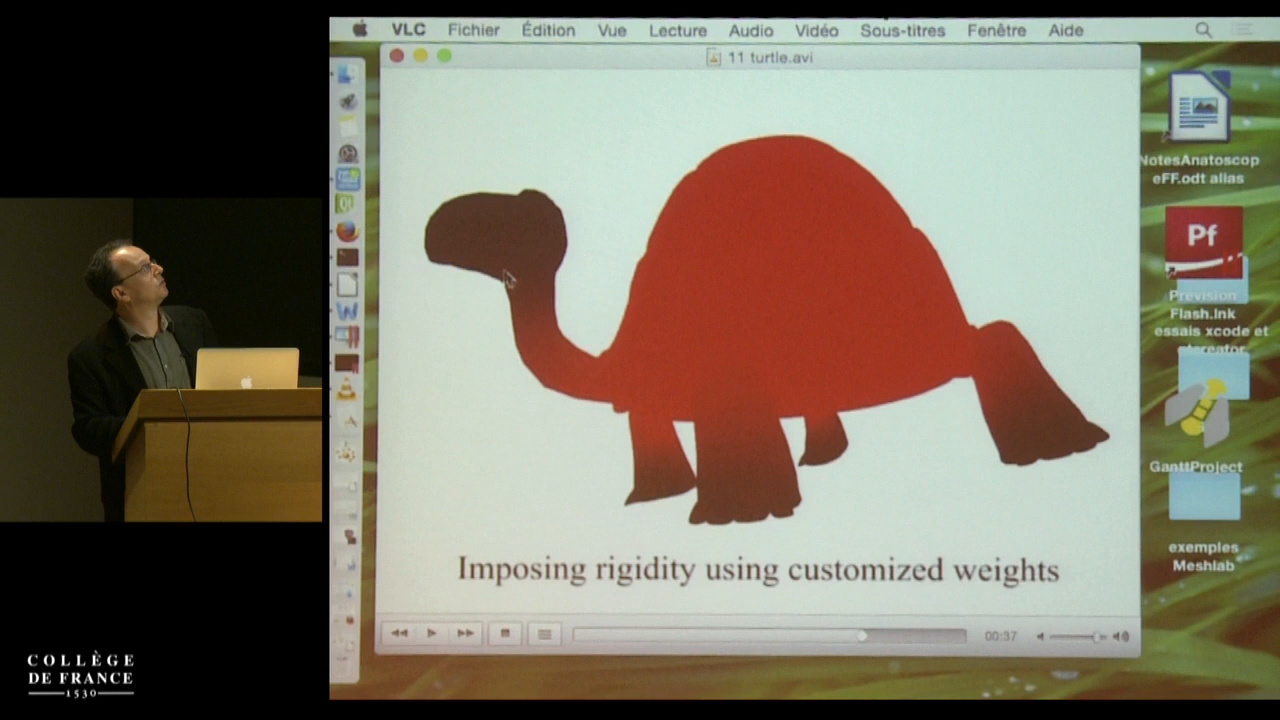 VLC Fichier Édition Vue Lecture Audio Vidéo Sous-titres Fenêtre Aide
11 turtle.avi
NotesAnatoscop
eFF.odt alias
Pf
Prevision
Flash.lnk
essais xcode et
qtcreator
GanttProject
exemples
Meshlab
Imposing rigidity using customized weights
00:37
COLLÈGE
DE FRANCE
1530